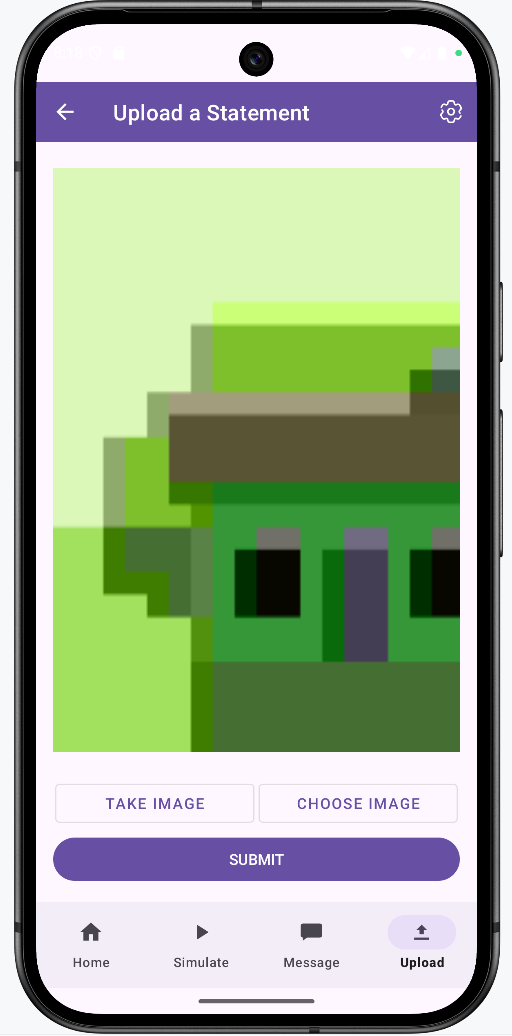 Upload a Statement
TAKE IMAGE
CHOOSE IMAGE
SUBMIT
Home
Simulate
Message
Upload